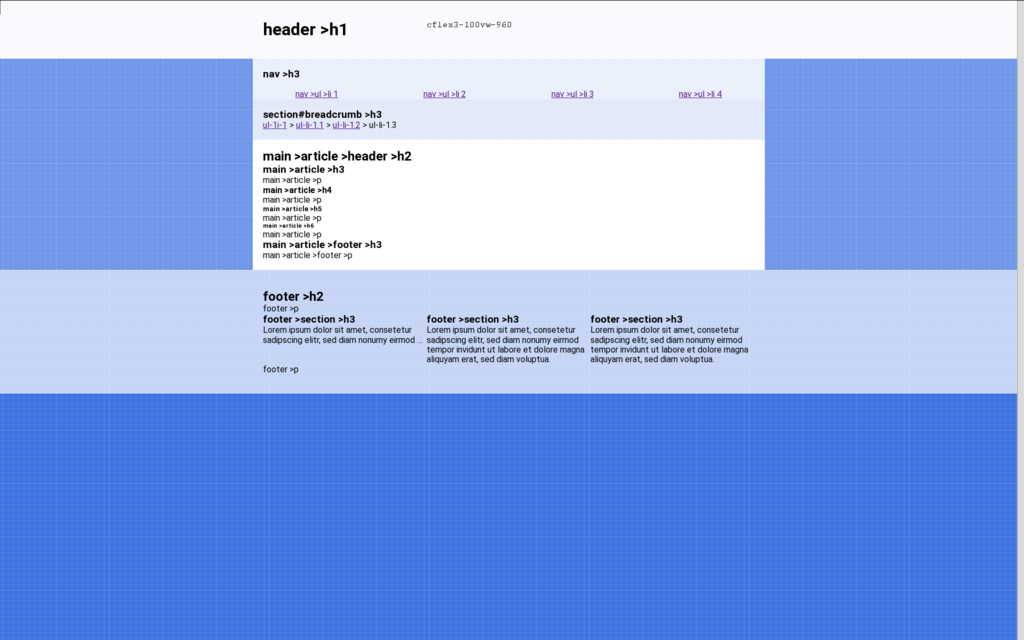 header >h1
cflex3-100vw-960
nav >h3
nav >ul >li 1
nav >ul >li 2
nav >ul >li 3
nav >ul >li 4
section#breadcrumb >h3
ul-1i-1 > ul-li-1.1 > ul-li-1.2 > ul-li-1.3
main >article >header >h2
main >article >h3
main >article >p
main >article >h4
main >article >p
main >article >h5
main >article >p
main >article >h6
main >article >p
main >article >footer >h3
main >article >footer >p
footer >h2
footer >p
footer >section >h3
Lorem ipsum dolor sit amet, consetetur
sadipscing elitr, sed diam nonumy eirmod ...
footer >section >h3
Lorem ipsum dolor sit amet, consetetur
sadipscing elitr, sed diam nonumy eirmod
tempor invidunt ut labore et dolore magna
aliquyam erat, sed diam voluptua.
footer >section >h3
Lorem ipsum dolor sit amet, consetetur
sadipscing elitr, sed diam nonumy eirmod
tempor invidunt ut labore et dolore magna
aliquyam erat, sed diam voluptua.
footer >p